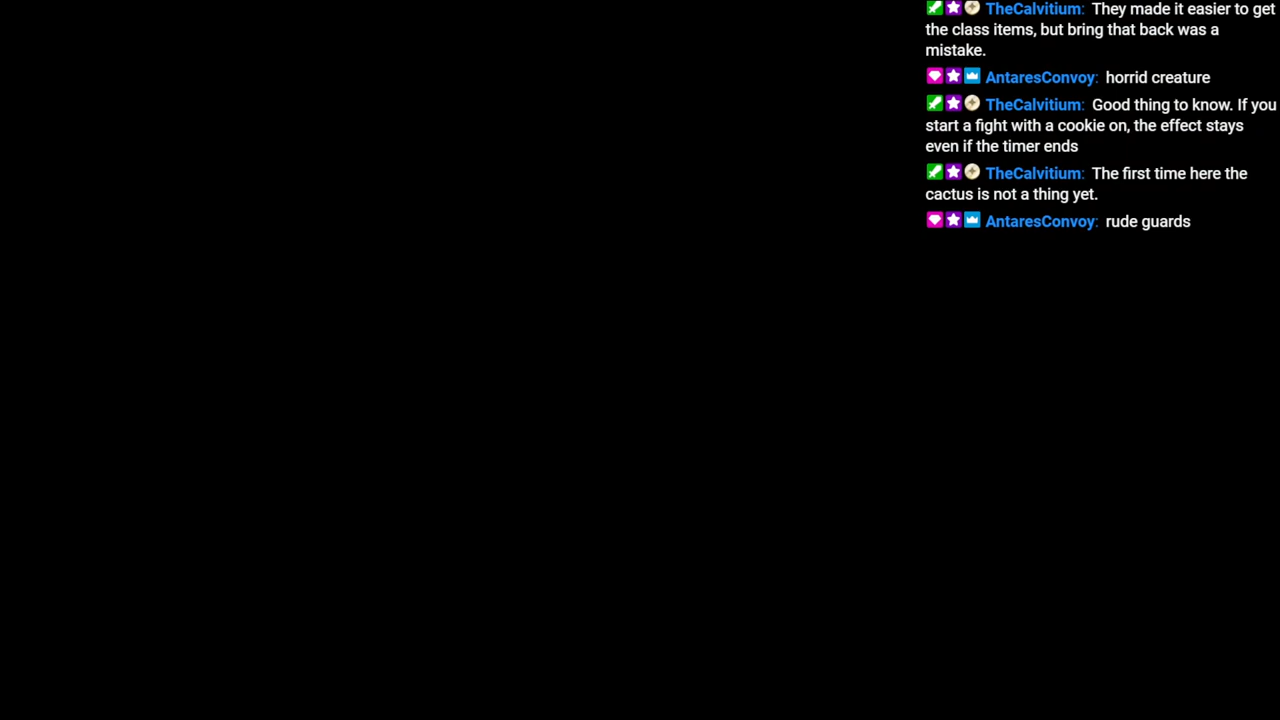 TheCalvitium: They made it easier to get
the class items, but bring that back was a
mistake.
AntaresConvoy: horrid creature
TheCalvitium: Good thing to know. If you
start a fight with a cookie on, the effect stays
even if the timer ends
TheCalvitium: The first time here the
cactus is not a thing yet.
AntaresConvoy: rude guards